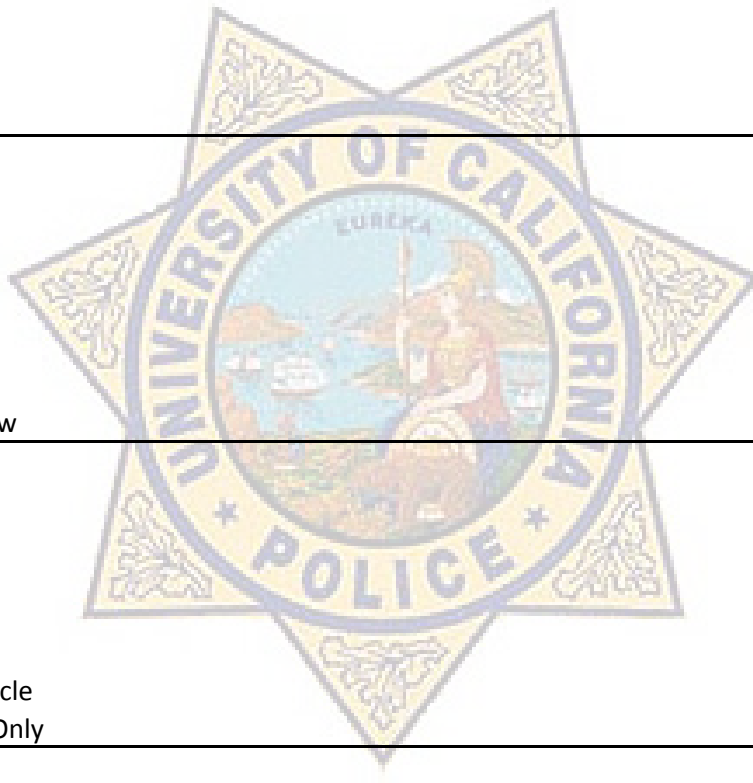 UNIVERSITY OF CALIFORNIA
EUREKA
w
POLICE
cle
Only